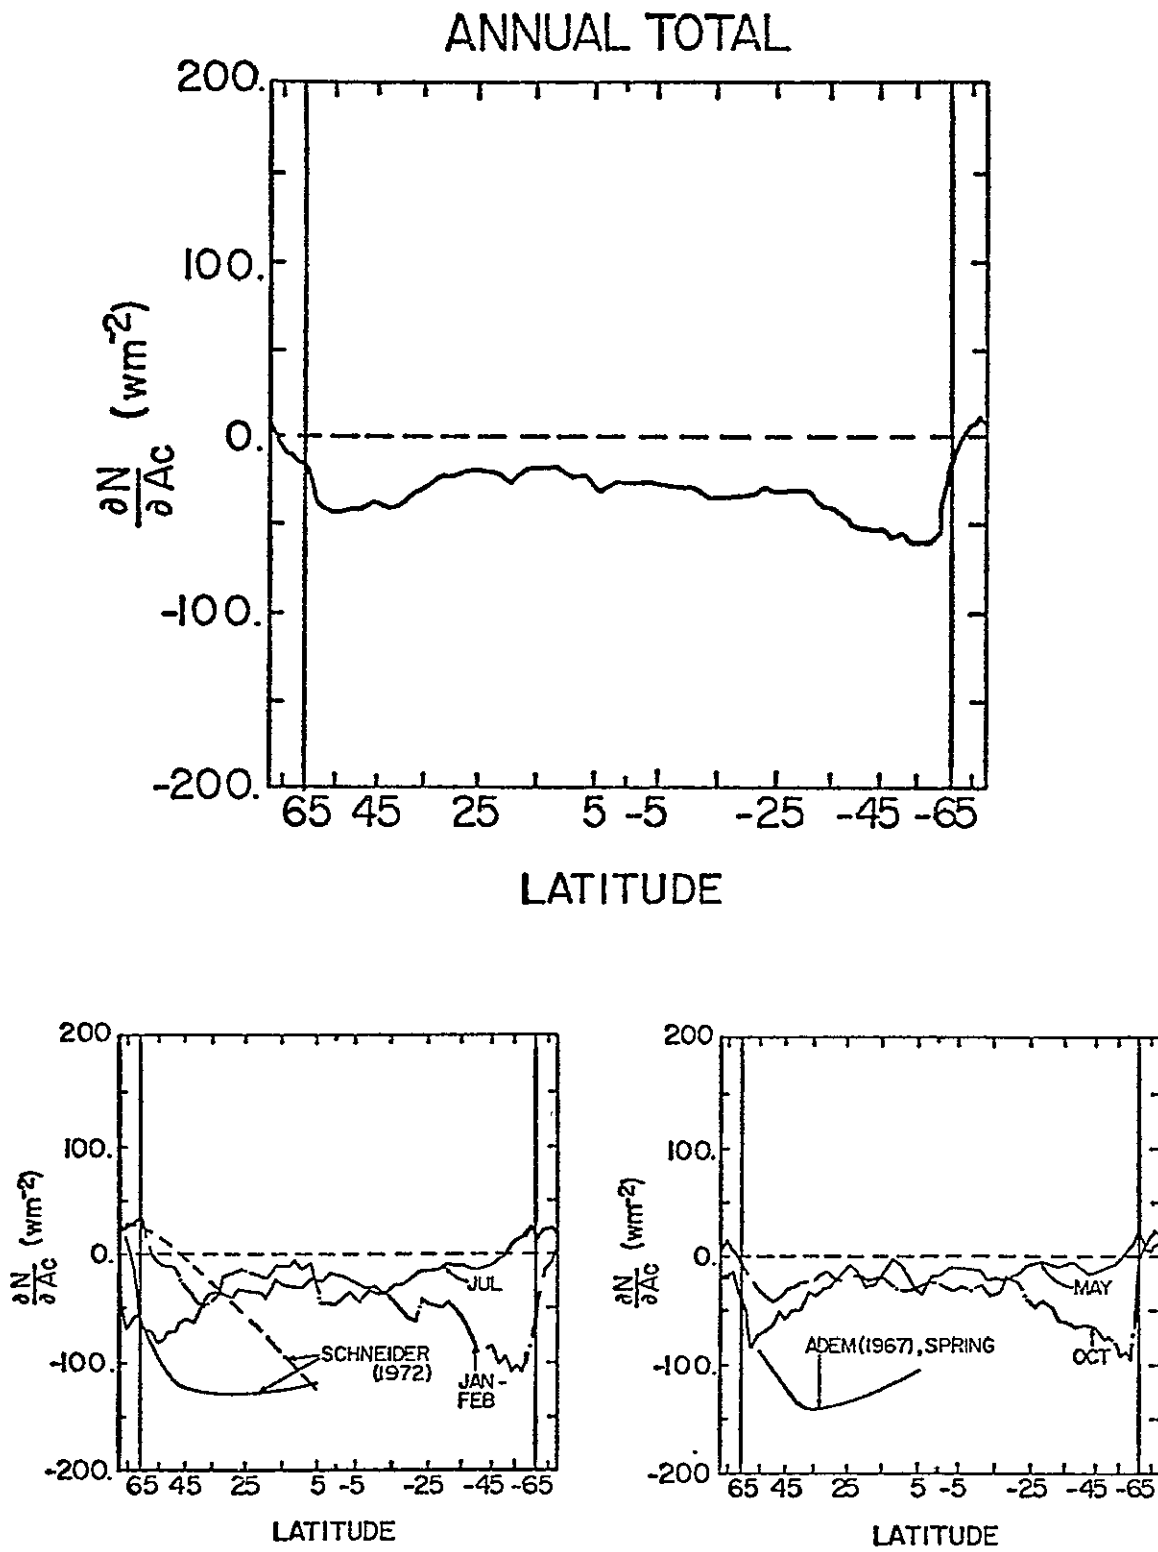 ANNUAL TOTAL
200.
100.
0.
-100.
-200.
∂N
∂Ac
(wm-2)
65 45 25 5 -5 -25 -45 -65
LATITUDE
200
100.
0.
-100.
-200.
∂N
∂Ac
(wm-2)
JUL
SCHNEIDER
(1972)
JAN-
FEB
65 45 25 5 -5 -25 -45 -65
LATITUDE
200
100.
0.
-100.
-200
∂N
∂Ac
(wm-2)
MAY
ADEM (1967), SPRING
OCT
65 45 25 5 -5 -25 -45 -65
LATITUDE